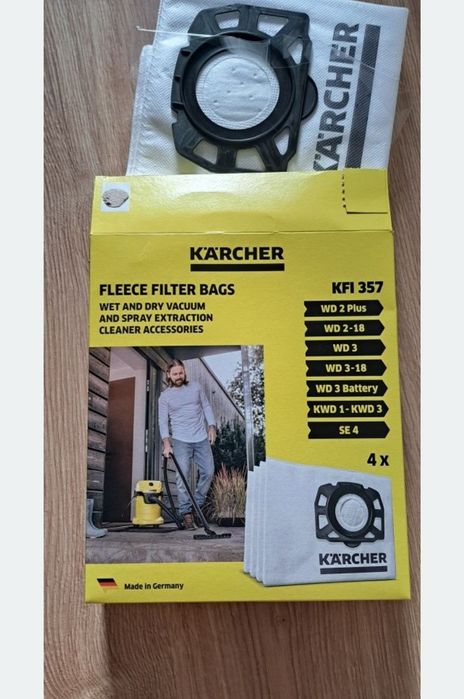 KÄRCHER
KÄRCHER
FLEECE FILTER BAGS
KFI 357
WET AND DRY VACUUM
AND SPRAY EXTRACTION
CLEANER ACCESSORIES
WD 2 Plus
WD 2-18
WD 3
WD 3-18
WD 3 Battery
KWD 1 - KWD 3
SE 4
4 x
KÄRCHER
Made in Germany